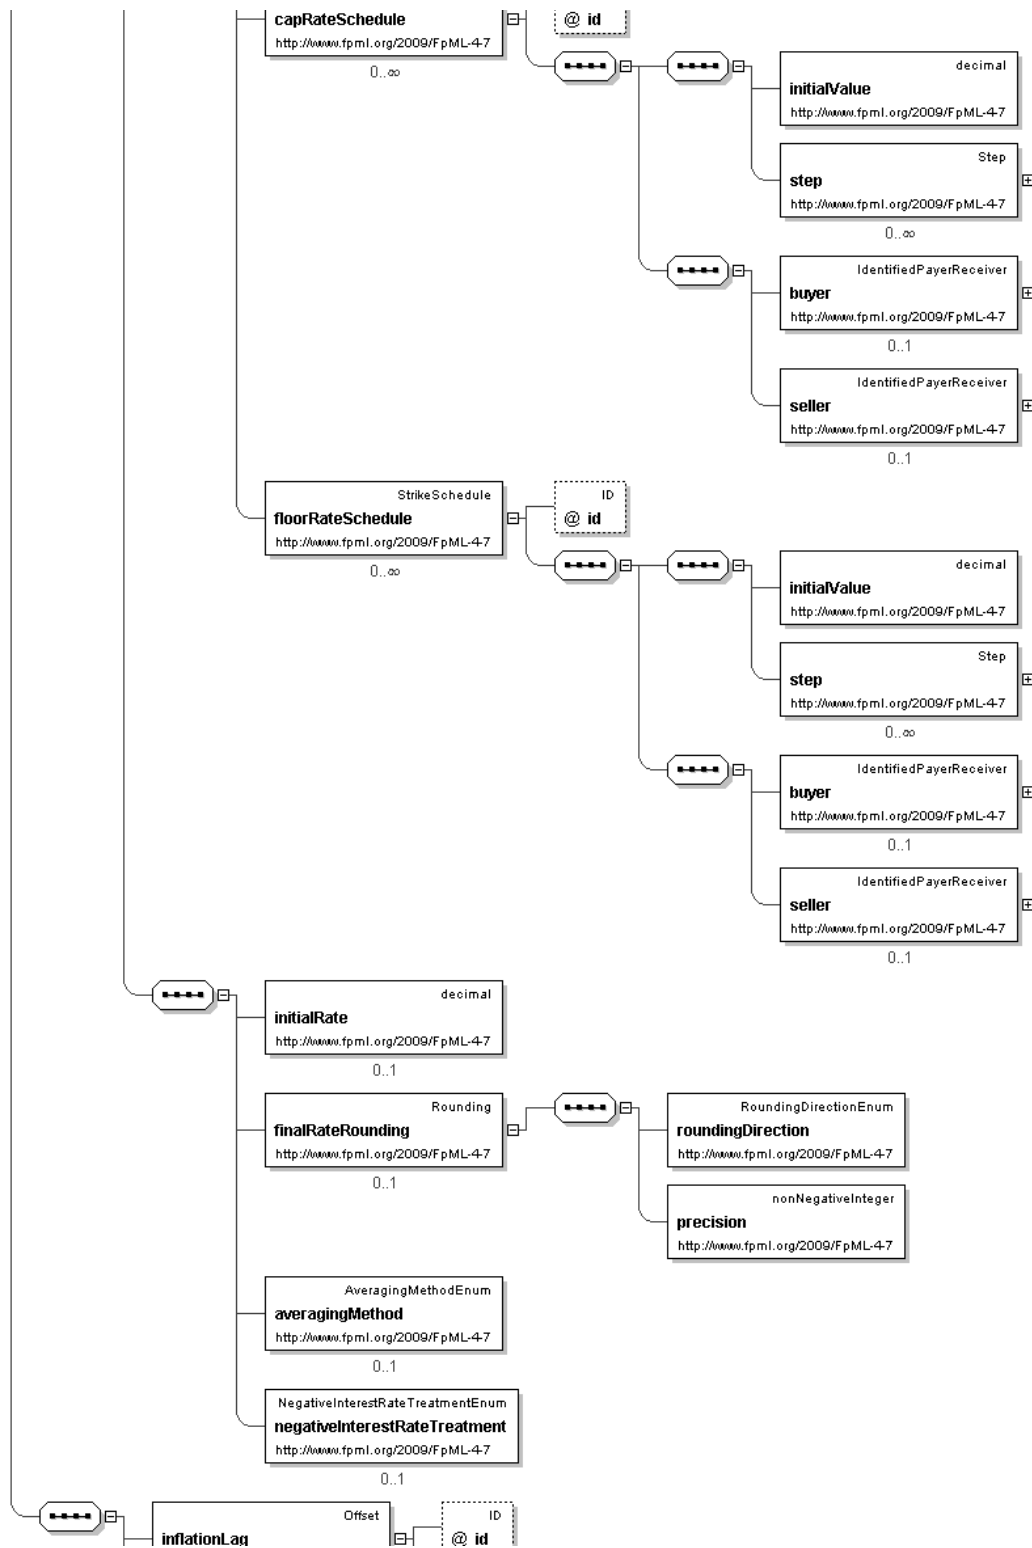 capRateSchedule
http://www.fpml.org/2009/FpML-4-7
0..∞
@ id
decimal
initialValue
http://www.fpml.org/2009/FpML-4-7
Step
step
http://www.fpml.org/2009/FpML-4-7
0..∞
IdentifiedPayerReceiver
buyer
http://www.fpml.org/2009/FpML-4-7
0..1
IdentifiedPayerReceiver
seller
http://www.fpml.org/2009/FpML-4-7
0..1
StrikeSchedule
floorRateSchedule
http://www.fpml.org/2009/FpML-4-7
0..∞
ID
@ id
decimal
initialValue
http://www.fpml.org/2009/FpML-4-7
Step
step
http://www.fpml.org/2009/FpML-4-7
0..∞
IdentifiedPayerReceiver
buyer
http://www.fpml.org/2009/FpML-4-7
0..1
IdentifiedPayerReceiver
seller
http://www.fpml.org/2009/FpML-4-7
0..1
decimal
initialRate
http://www.fpml.org/2009/FpML-4-7
0..1
Rounding
finalRateRounding
http://www.fpml.org/2009/FpML-4-7
0..1
RoundingDirectionEnum
roundingDirection
http://www.fpml.org/2009/FpML-4-7
nonNegativeInteger
precision
http://www.fpml.org/2009/FpML-4-7
AveragingMethodEnum
averagingMethod
http://www.fpml.org/2009/FpML-4-7
0..1
NegativeInterestRateTreatmentEnum
negativeInterestRateTreatment
http://www.fpml.org/2009/FpML-4-7
0..1
Offset
inflationLag
ID
@ id